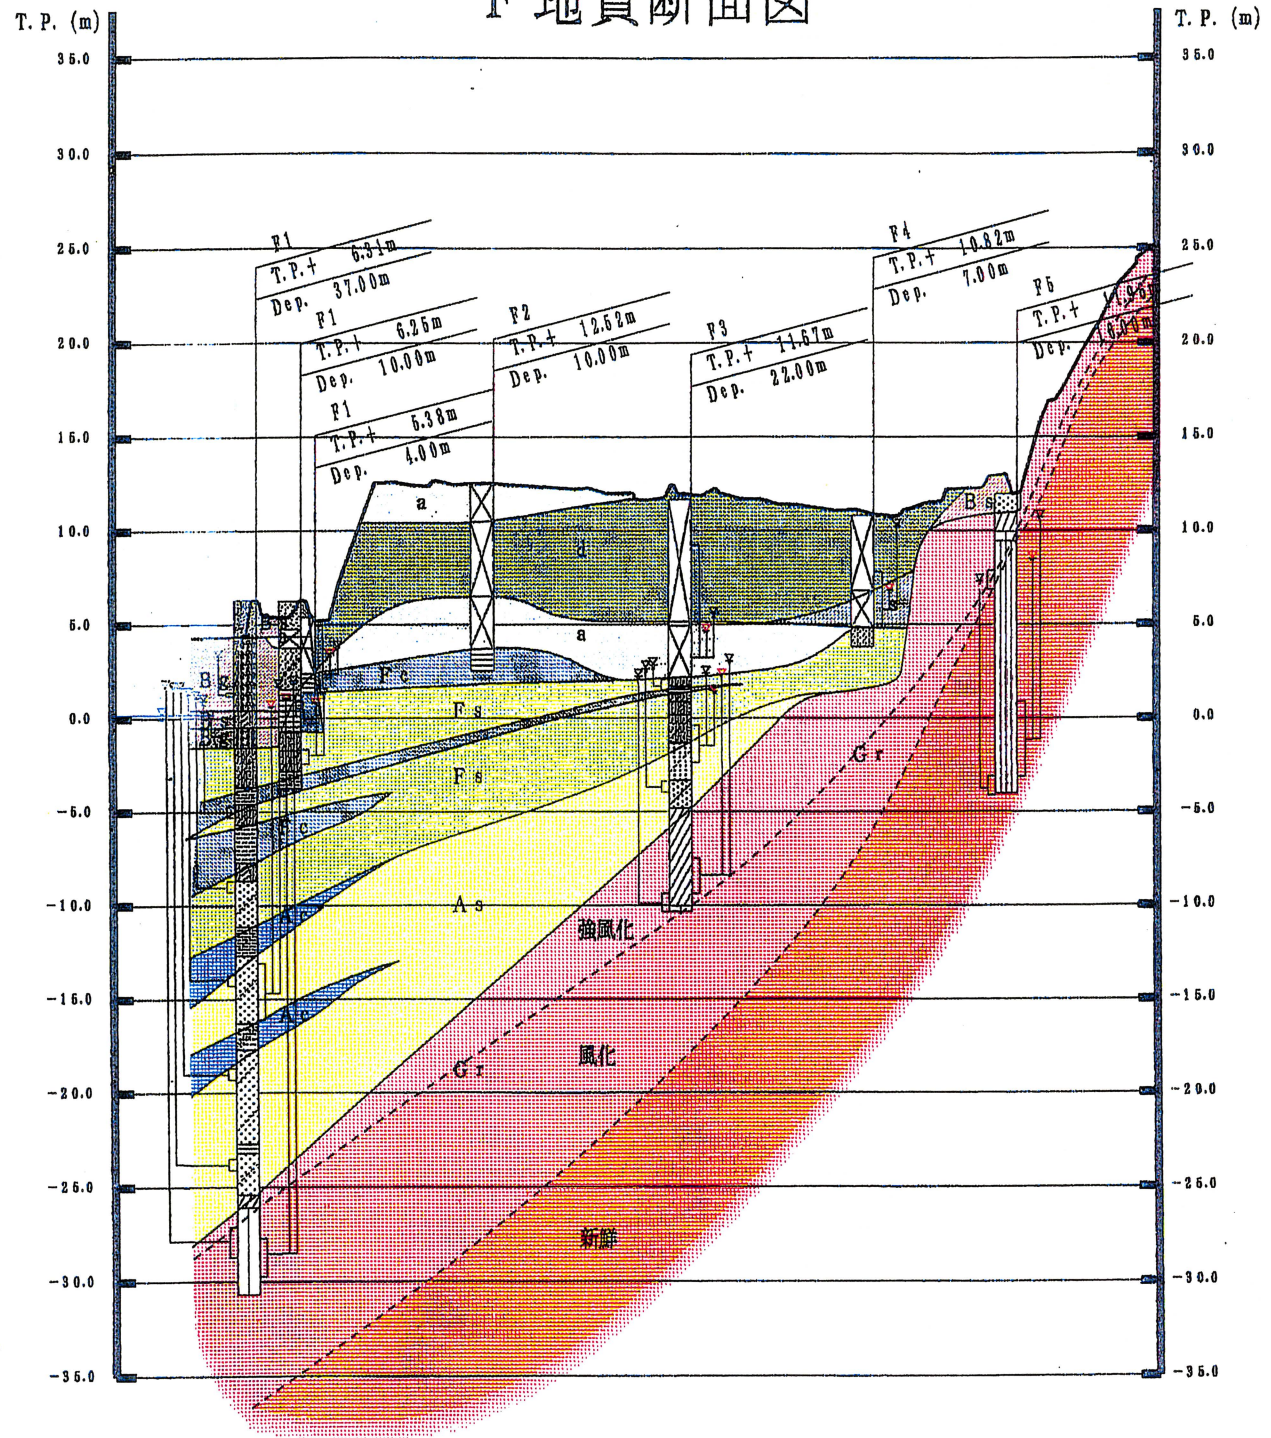 F 地質断面図
T. P. (m)
T. P. (m)
35.0
35.0
30.0
30.0
25.0
25.0
20.0
20.0
15.0
15.0
10.0
10.0
5.0
5.0
0.0
0.0
-5.0
-5.0
-10.0
-10.0
-15.0
-15.0
-20.0
-20.0
-25.0
-25.0
-30.0
-30.0
-35.0
-35.0
F1
T.P.+ 6.31m
Dep. 37.00m
F1
T.P.+ 6.25m
Dep. 10.00m
F1
T.P.+ 5.38m
Dep. 4.00m
F2
T.P.+ 12.52m
Dep. 10.00m
F3
T.P.+ 11.67m
Dep. 22.00m
F4
T.P.+ 10.82m
Dep. 7.00m
F5
T.P.+
Dep.
a
d
Bs
a
Fc
Fs
Fs
As
Ac
Ac
Gr
Gr
強風化
風化
新鮮